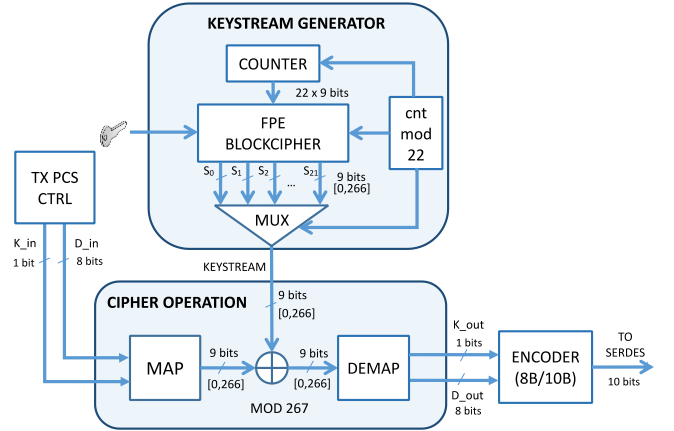 KEYSTREAM GENERATOR
COUNTER
22 x 9 bits
FPE
BLOCKCIPHER
cnt
mod
22
S0
S1
S2
...
S21
9 bits
[0,266]
MUX
TX PCS
CTRL
K_in
1 bit
D_in
8 bits
KEYSTREAM
CIPHER OPERATION
9 bits
[0,266]
MAP
9 bits
[0,266]
MOD 267
9 bits
[0,266]
DEMAP
K_out
1 bits
D_out
8 bits
ENCODER
(8B/10B)
TO
SERDES
10 bits